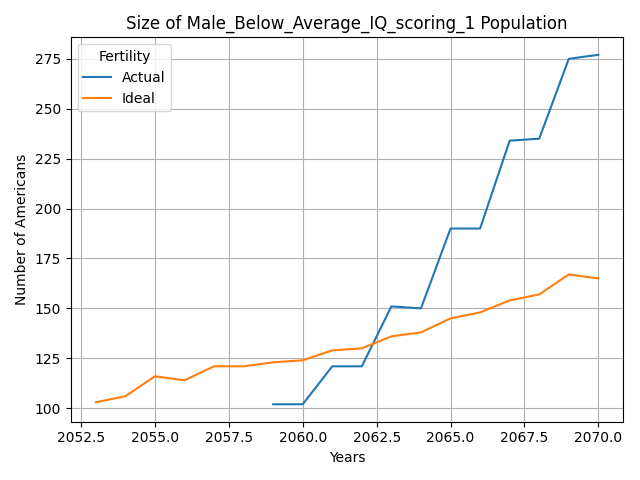 Size of Male_Below_Average_IQ_scoring_1 Population
Fertility
Actual
Ideal
Number of Americans
275
250
225
200
175
150
125
100
2052.5 2055.0 2057.5 2060.0 2062.5 2065.0 2067.5 2070.0
Years